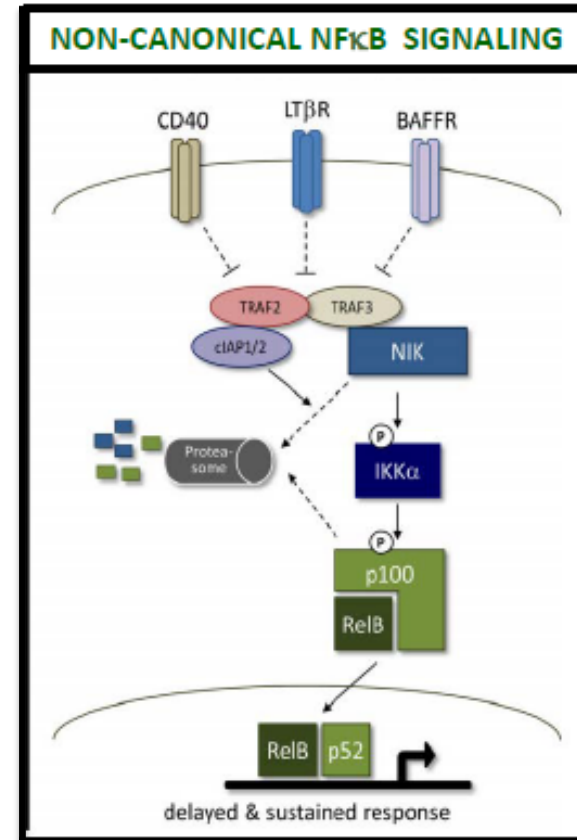 NON-CANONICAL NFκB SIGNALING
CD40
LTβR
BAFFR
TRAF2
TRAF3
cIAP1/2
NIK
Protea-
some
P
IKKα
P
p100
RelB
RelB
p52
delayed & sustained response